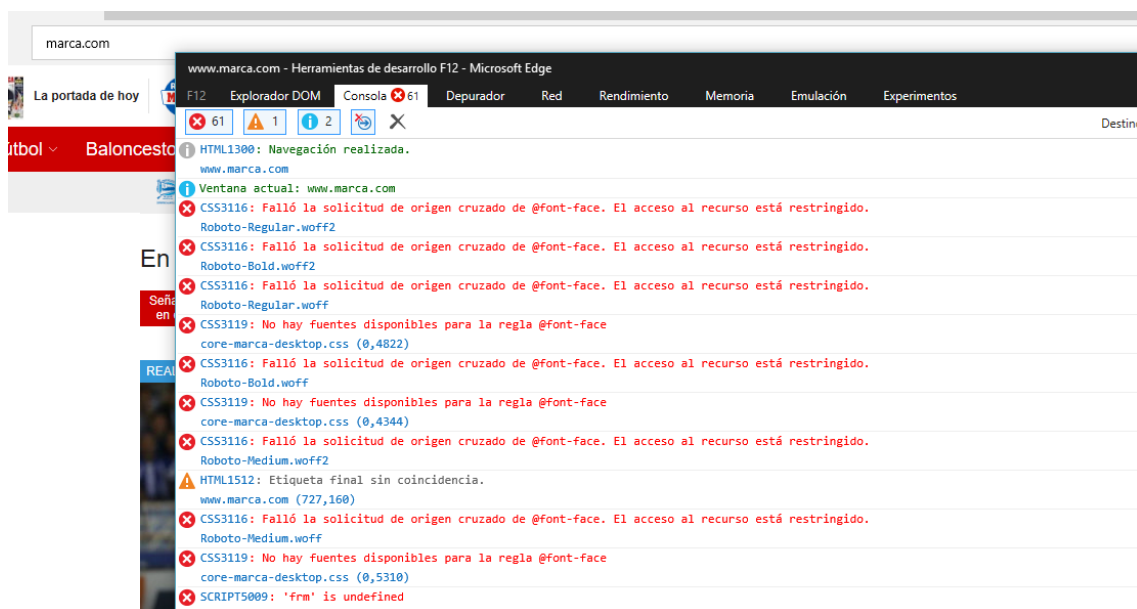 marca.com
www.marca.com - Herramientas de desarrollo F12 - Microsoft Edge
La portada de hoy
F12 Explorador DOM Consola 61 Depurador Red Rendimiento Memoria Emulación Experimentos
61 1 2
Baloncesto
HTML1300: Navegación realizada.
www.marca.com
Ventana actual: www.marca.com
CSS3116: Falló la solicitud de origen cruzado de @font-face. El acceso al recurso está restringido.
Roboto-Regular.woff2
CSS3116: Falló la solicitud de origen cruzado de @font-face. El acceso al recurso está restringido.
Roboto-Bold.woff2
En
CSS3116: Falló la solicitud de origen cruzado de @font-face. El acceso al recurso está restringido.
Roboto-Regular.woff
CSS3119: No hay fuentes disponibles para la regla @font-face
core-marca-desktop.css (0,4822)
CSS3116: Falló la solicitud de origen cruzado de @font-face. El acceso al recurso está restringido.
Roboto-Bold.woff
CSS3119: No hay fuentes disponibles para la regla @font-face
core-marca-desktop.css (0,4344)
CSS3116: Falló la solicitud de origen cruzado de @font-face. El acceso al recurso está restringido.
Roboto-Medium.woff2
HTML1512: Etiqueta final sin coincidencia.
www.marca.com (727,160)
CSS3116: Falló la solicitud de origen cruzado de @font-face. El acceso al recurso está restringido.
Roboto-Medium.woff
CSS3119: No hay fuentes disponibles para la regla @font-face
core-marca-desktop.css (0,5310)
SCRIPT5009: 'frm' is undefined